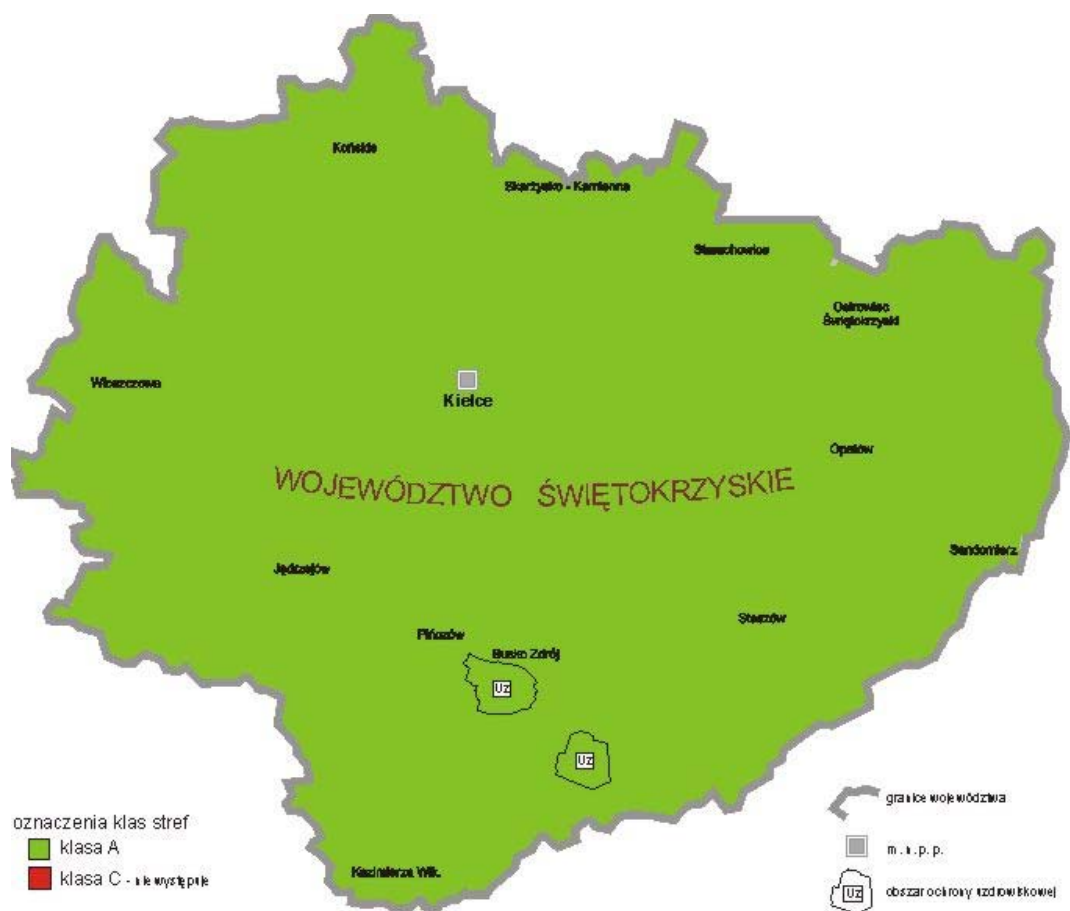 Końskie
Skarżysko - Kamienna
Starachowice
Ostrowiec
Świętokrzyski
Włoszczowa
Kielce
Opatów
WOJEWÓDZTWO ŚWIĘTOKRZYSKIE
Sandomierz
Jędrzejów
Staszów
Pińczów
Busko Zdrój
Uz
Uz
Kazimierza Wlk.
oznaczenia klas stref
klasa A
klasa C - nie występuje
granice województwa
m.n.p.p.
Uz obszar ochrony uzdrowiskowej